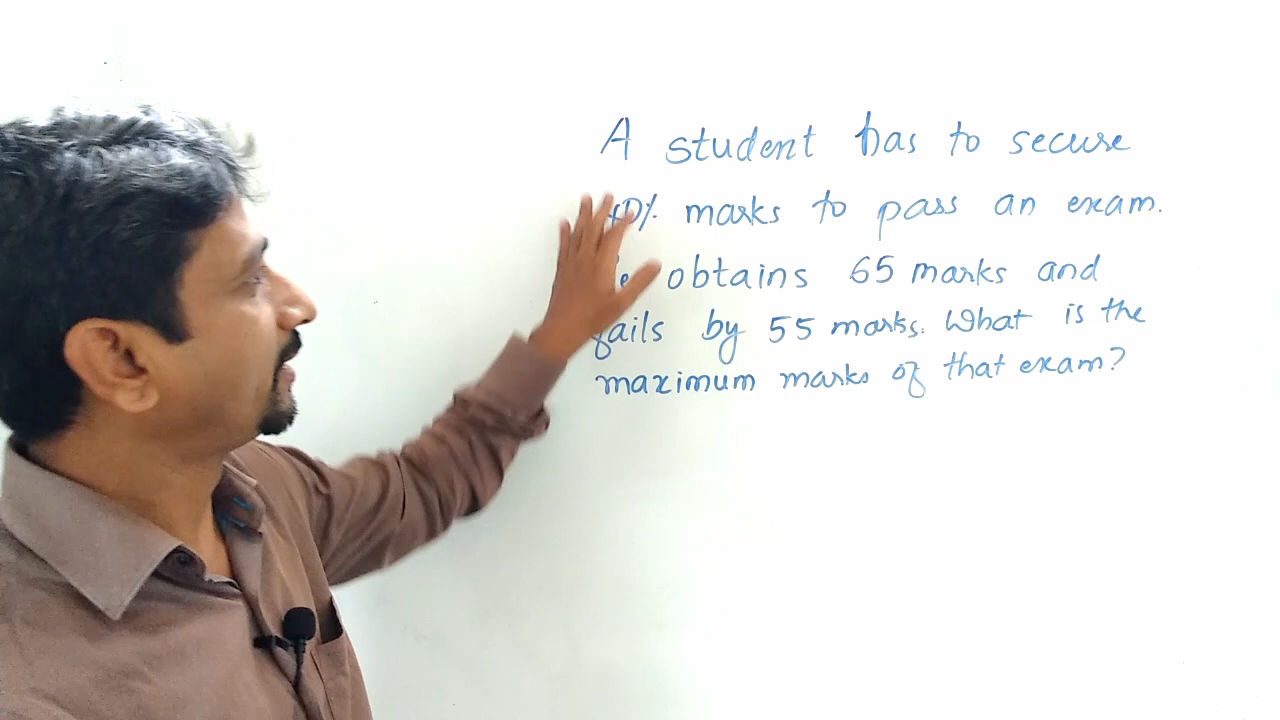 A student has to secure
40% marks to pass an exam.
obtains 65 marks and
fails by 55 marks. What is the
maximum marks of that exam?